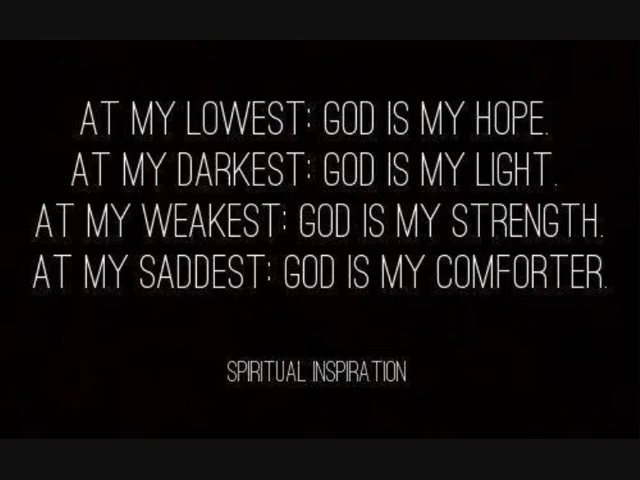 AT MY LOWEST: GOD IS MY HOPE.
AT MY DARKEST: GOD IS MY LIGHT.
AT MY WEAKEST: GOD IS MY STRENGTH.
AT MY SADDEST: GOD IS MY COMFORTER.
SPIRITUAL INSPIRATION